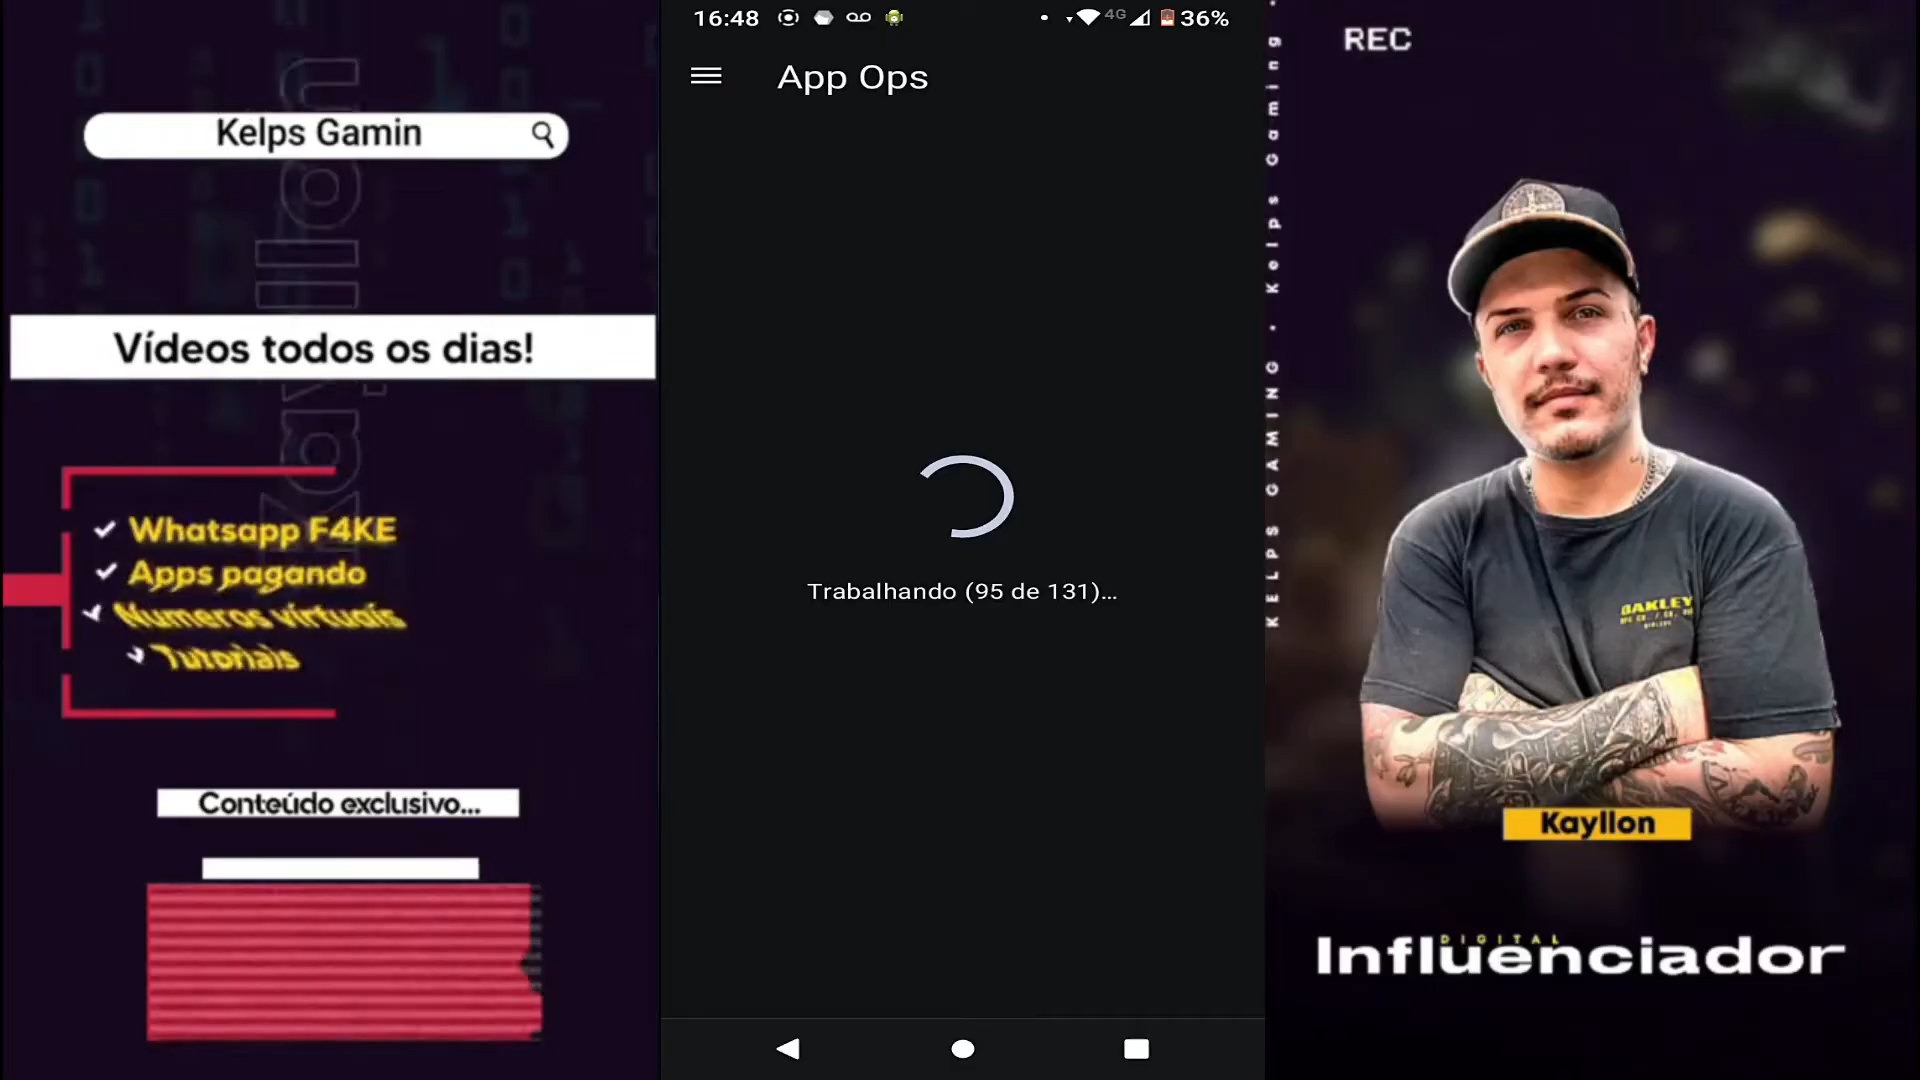 Kelps Gamin
Kayllon
Vídeos todos os dias!
Whatsapp F4KE
Apps pagando
Numeros virtuais
Tutoriais
Conteúdo exclusivo...
16:48
4G
36%
App Ops
Trabalhando (95 de 131)...
KELPS GAMING • Kelps Gaming •
REC
OAKLEY
Kayllon
DIGITAL
Influenciador